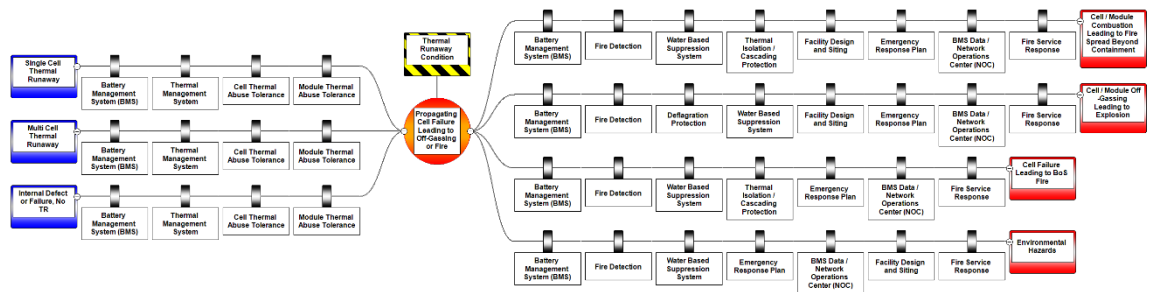 Single Cell
Thermal
Runaway
Battery
Management
System (BMS)
Thermal
Management
System
Cell Thermal
Abuse Tolerance
Module Thermal
Abuse Tolerance
Multi Cell
Thermal
Runaway
Battery
Management
System (BMS)
Thermal
Management
System
Cell Thermal
Abuse Tolerance
Module Thermal
Abuse Tolerance
Internal Defect
or Failure, No
TR
Battery
Management
System (BMS)
Thermal
Management
System
Cell Thermal
Abuse Tolerance
Module Thermal
Abuse Tolerance
Thermal
Runaway
Condition
Propagating
Cell Failure
Leading to
Off-Gassing
or Fire
Battery
Management
System (BMS)
Fire Detection
Water Based
Suppression
System
Thermal
Isolation /
Cascading
Protection
Facility Design
and Siting
Emergency
Response Plan
BMS Data /
Network
Operations
Center (NOC)
Fire Service
Response
Cell / Module
Combustion
Leading to Fire
Spread Beyond
Containment
Battery
Management
System (BMS)
Fire Detection
Deflagration
Protection
Water Based
Suppression
System
Facility Design
and Siting
Emergency
Response Plan
BMS Data /
Network
Operations
Center (NOC)
Fire Service
Response
Cell / Module Off
-Gassing
Leading to
Explosion
Battery
Management
System (BMS)
Fire Detection
Water Based
Suppression
System
Thermal
Isolation /
Cascading
Protection
Emergency
Response Plan
BMS Data /
Network
Operations
Center (NOC)
Fire Service
Response
Cell Failure
Leading to BoS
Fire
Battery
Management
System (BMS)
Fire Detection
Water Based
Suppression
System
Emergency
Response Plan
BMS Data /
Network
Operations
Center (NOC)
Facility Design
and Siting
Fire Service
Response
Environmental
Hazards